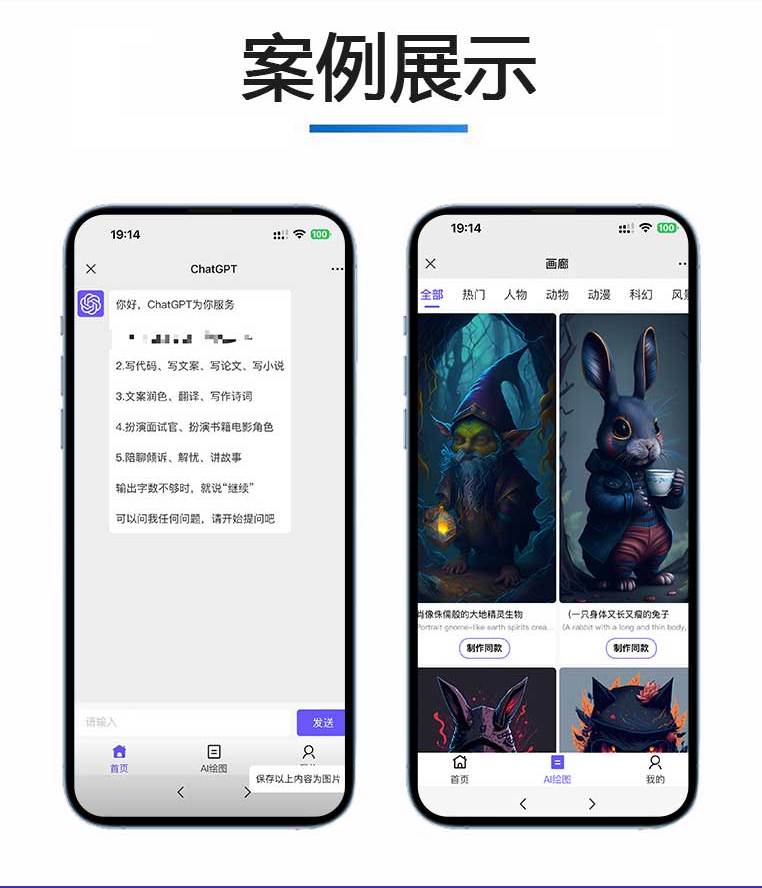 案例展示
19:14
100
ChatGPT
你好，ChatGPT为你服务
2.写代码、写文案、写论文、写小说
3.文案润色、翻译、写作诗词
4.扮演面试官、扮演书籍电影角色
5.陪聊倾诉、解忧、讲故事
输出字数不够时，就说“继续”
可以问我任何问题，请开始提问吧
请输入
发送
首页
AI绘图
保存以上内容为图片
19:14
100
画廊
全部 热门 人物 动物 动漫 科幻 风景
肖像侏儒般的大地精灵生物
Portrait gnome-like earth spirits crea...
制作同款
（一只身体又长又瘦的兔子
(A rabbit with a long and thin body,
制作同款
首页
AI绘图
我的